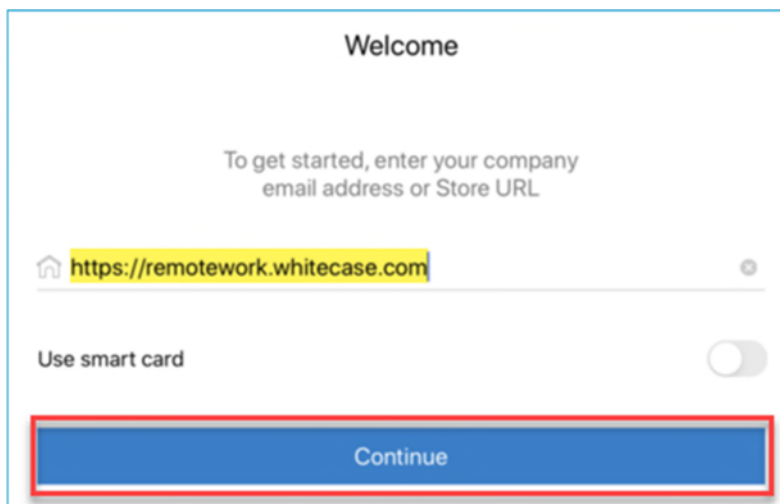 Welcome
To get started, enter your company
email address or Store URL
https://remotework.whitecase.com
Use smart card
Continue